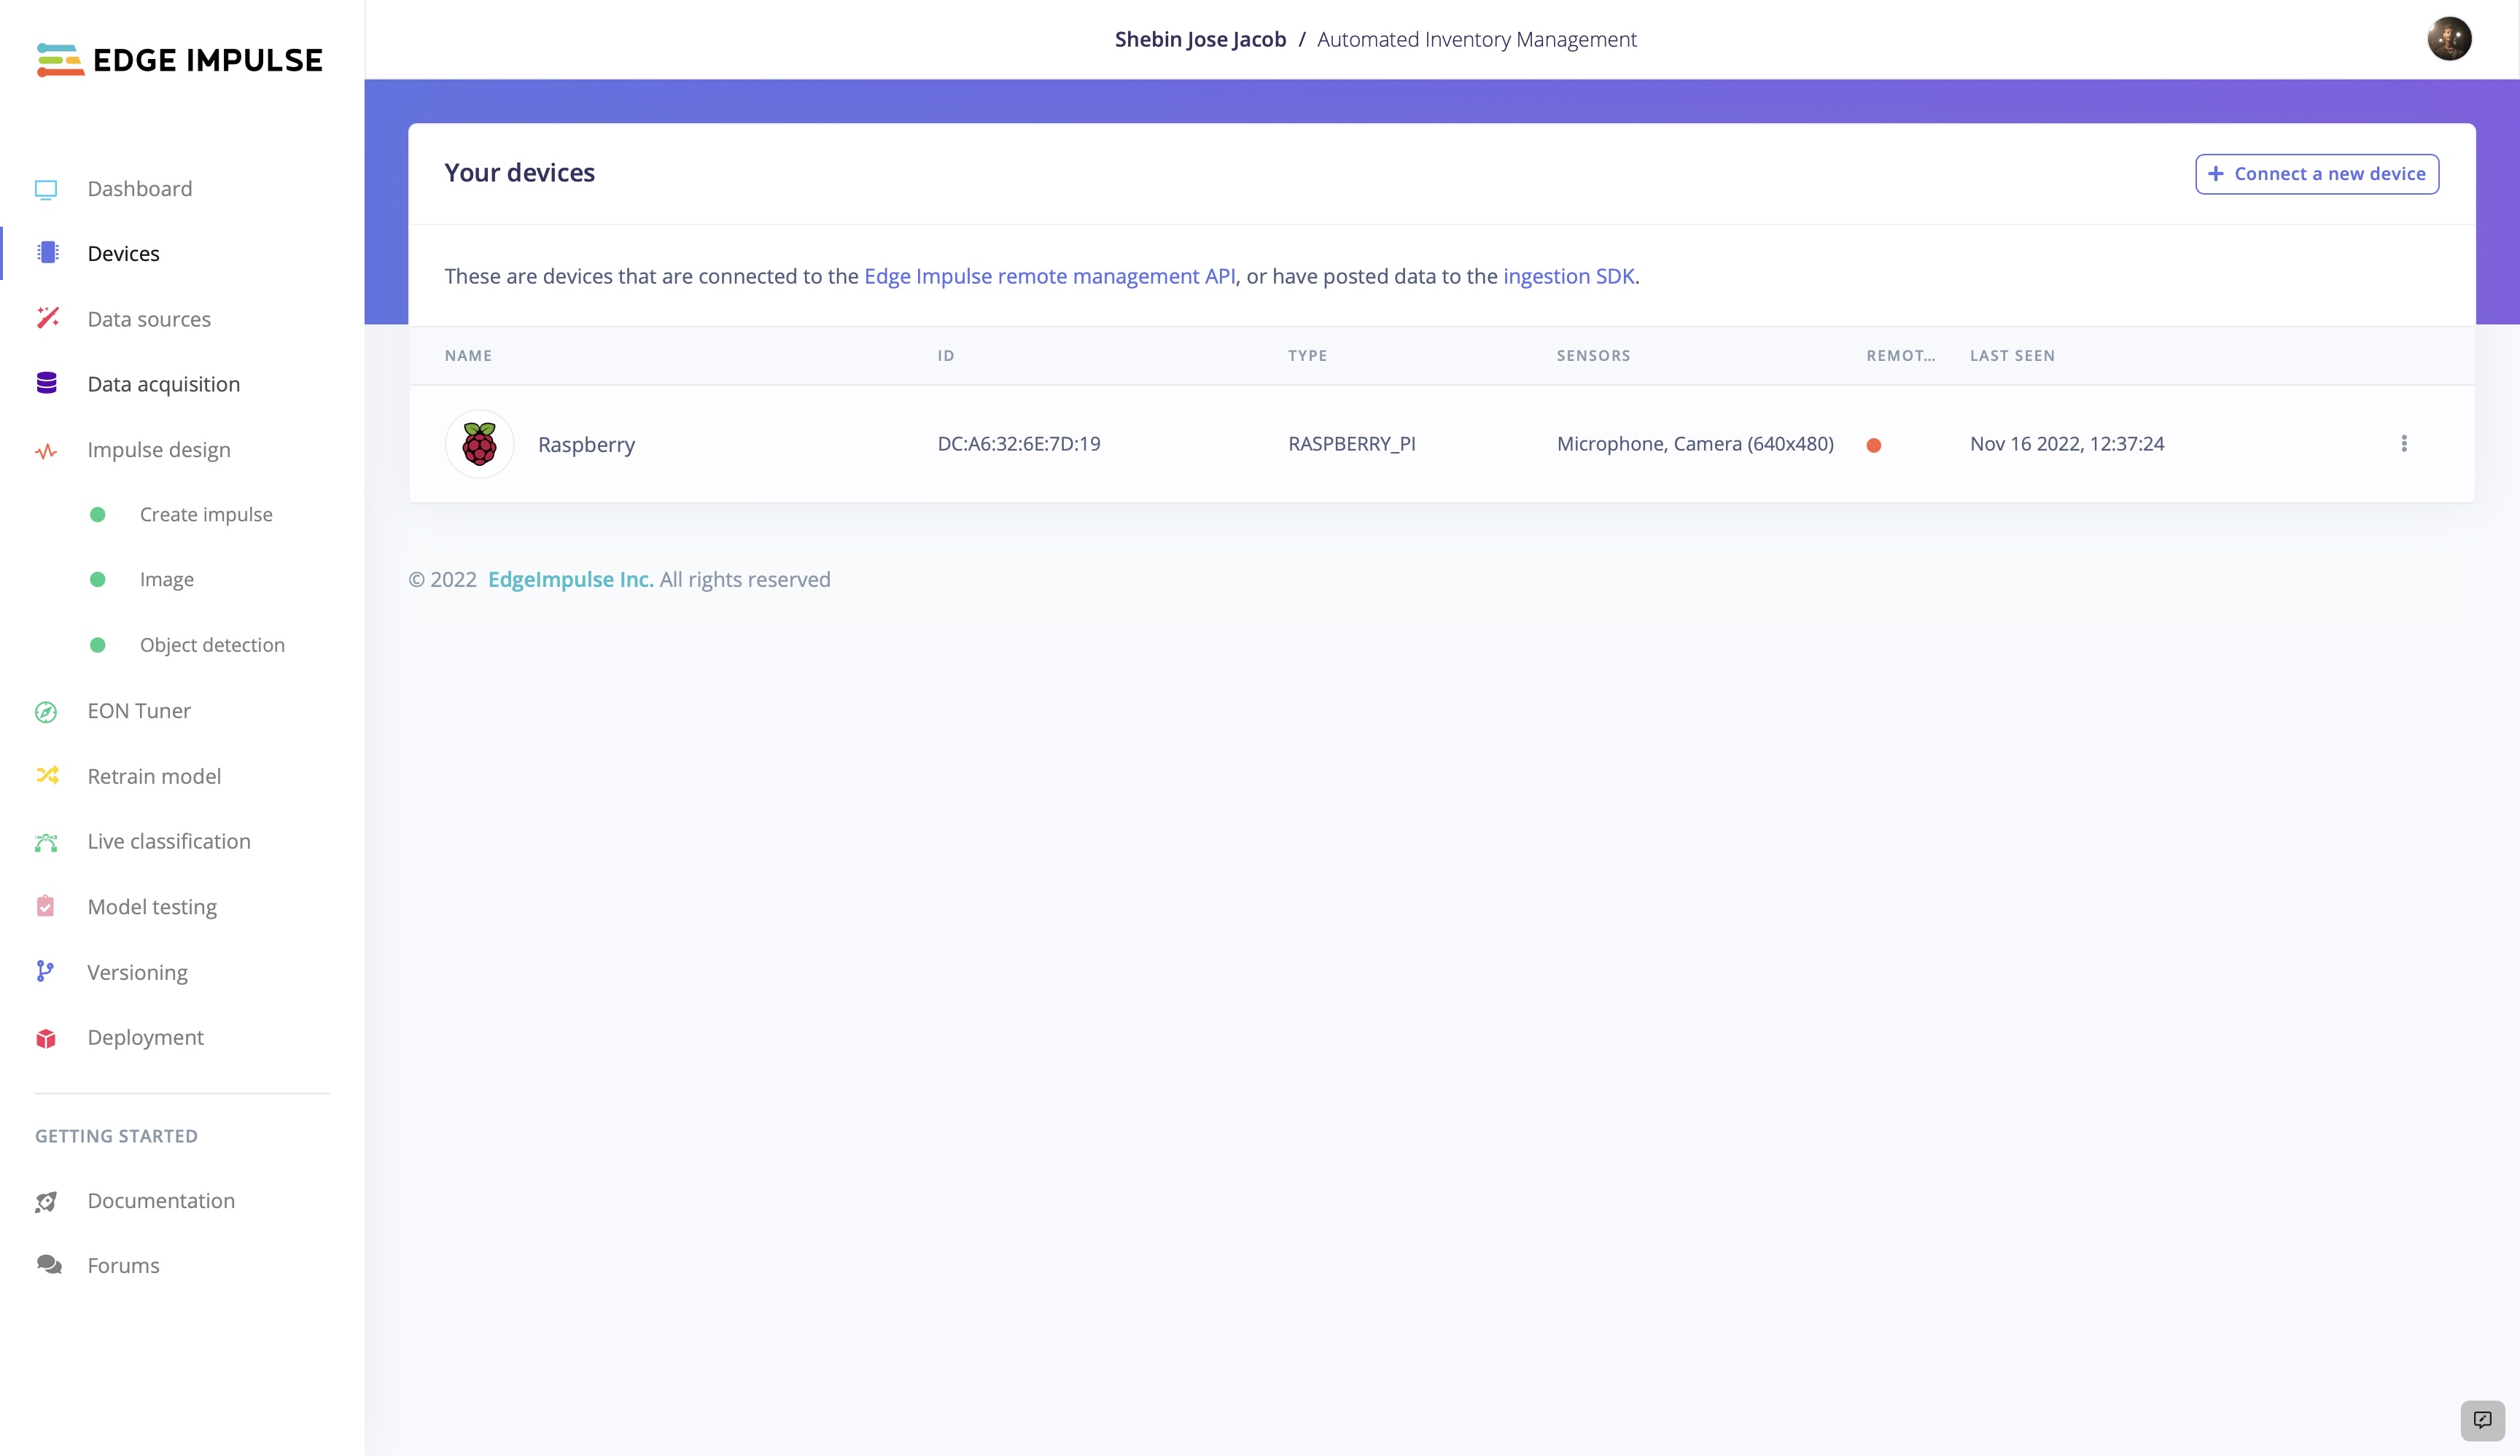 EDGE IMPULSE
Dashboard
Devices
Data sources
Data acquisition
Impulse design
Create impulse
Image
Object detection
EON Tuner
Retrain model
Live classification
Model testing
Versioning
Deployment
GETTING STARTED
Documentation
Forums
Shebin Jose Jacob / Automated Inventory Management
Your devices
+ Connect a new device
These are devices that are connected to the Edge Impulse remote management API, or have posted data to the ingestion SDK.
NAME ID TYPE SENSORS REMOT... LAST SEEN
Raspberry DC:A6:32:6E:7D:19 RASPBERRY_PI Microphone, Camera (640x480) Nov 16 2022, 12:37:24
© 2022 EdgeImpulse Inc. All rights reserved